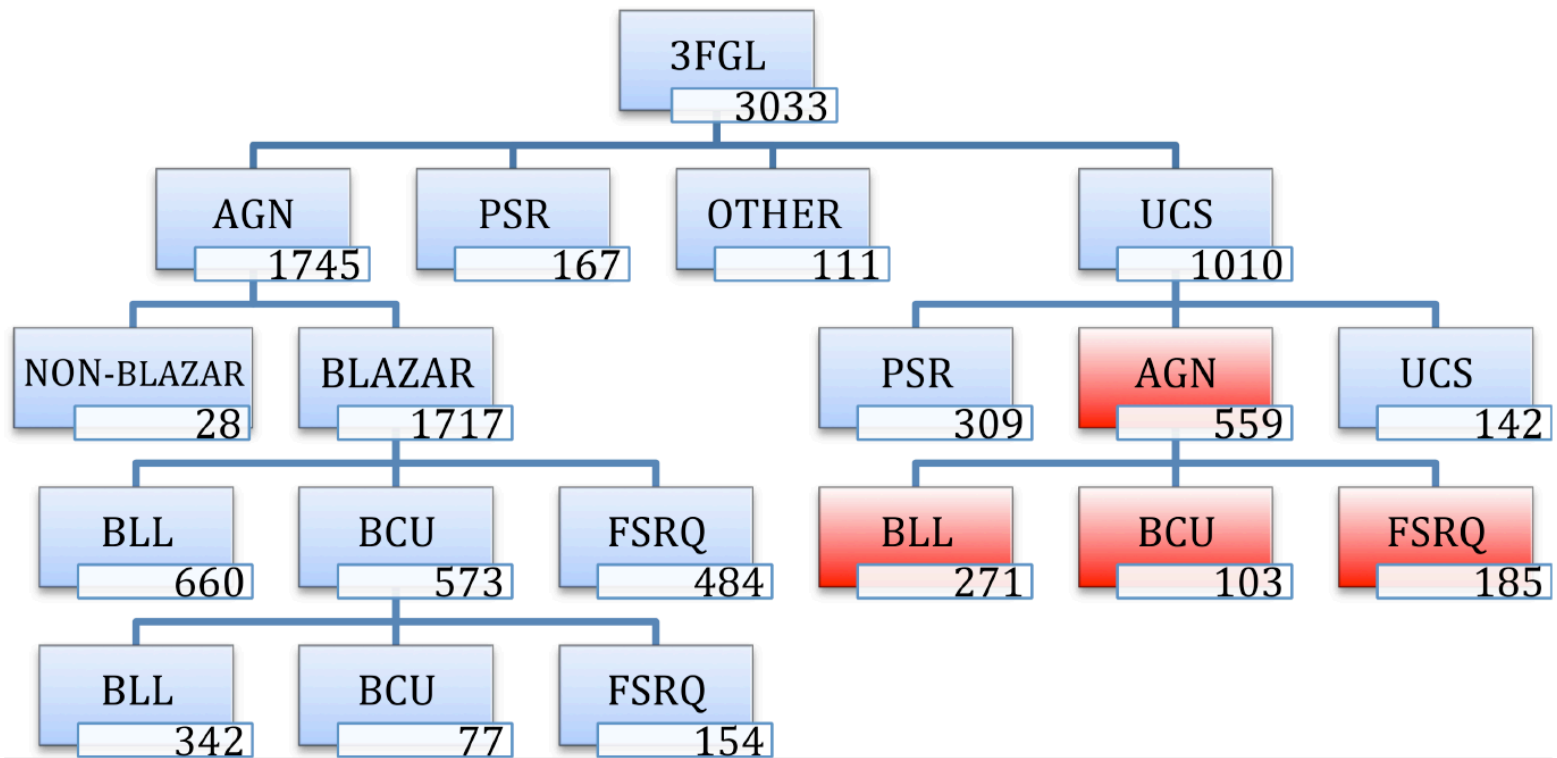 3FGL
3033
AGN
1745
PSR
167
OTHER
111
UCS
1010
NON-BLAZAR
28
BLAZAR
1717
PSR
309
AGN
559
UCS
142
BLL
660
BCU
573
FSRQ
484
BLL
271
BCU
103
FSRQ
185
BLL
342
BCU
77
FSRQ
154